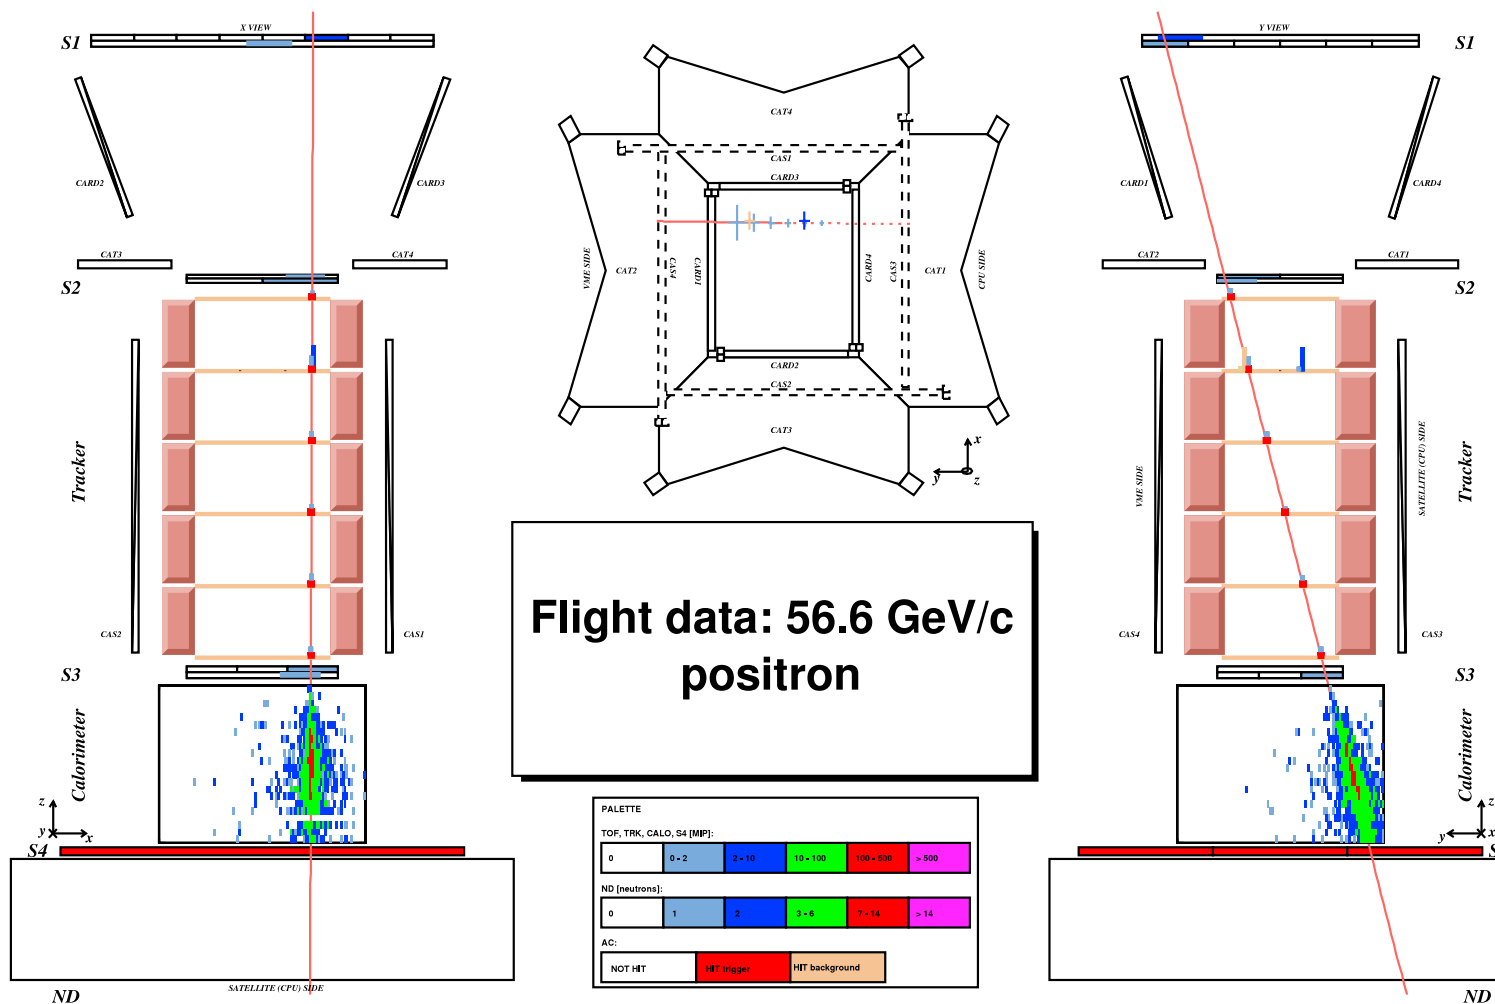 X VIEW
S1
CARD2
CARD3
CAT3
CAT4
S2
Tracker
CAS2
CAS1
S3
Calorimeter
z
y
x
S4
SATELLITE (CPU) SIDE
ND
CAT4
CAS1
CARD3
VME SIDE
CAT2
CAS4
CARD1
CARD4
CAS3
CAT1
CPU SIDE
CARD2
CAS2
CAT3
x
y
z
Flight data: 56.6 GeV/c
positron
PALETTE
TOF, TRK, CALO, S4 [MIP]:
0 0 - 2 2 - 10 10 - 100 100 - 500 > 500
ND [neutrons]:
0 1 2 3 - 6 7 - 14 > 14
AC:
NOT HIT HIT trigger HIT background
Y VIEW
S1
CARD1
CARD4
CAT2
CAT1
S2
VME SIDE
SATELLITE (CPU) SIDE
Tracker
CAS4
CAS3
S3
Calorimeter
z
y
x
S
ND